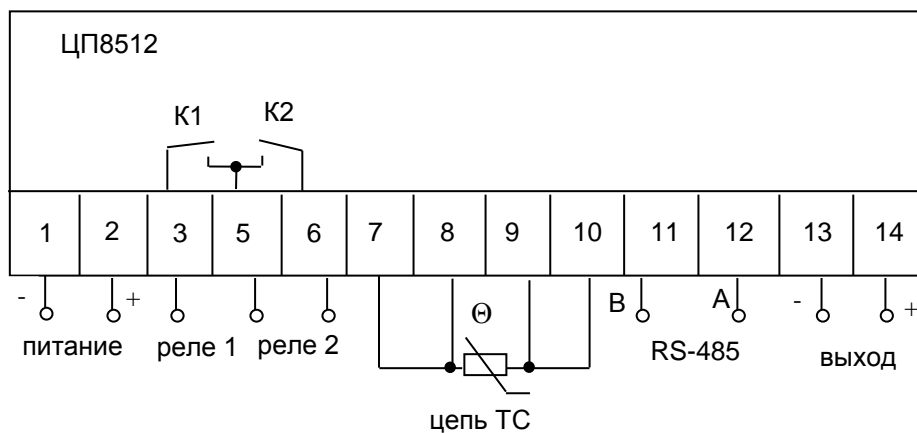 ЦП8512
К1 К2
1 2 3 5 6 7 8 9 10 11 12 13 14
- + В А - +
Θ
питание реле 1 реле 2 RS-485 выход
цепь ТС